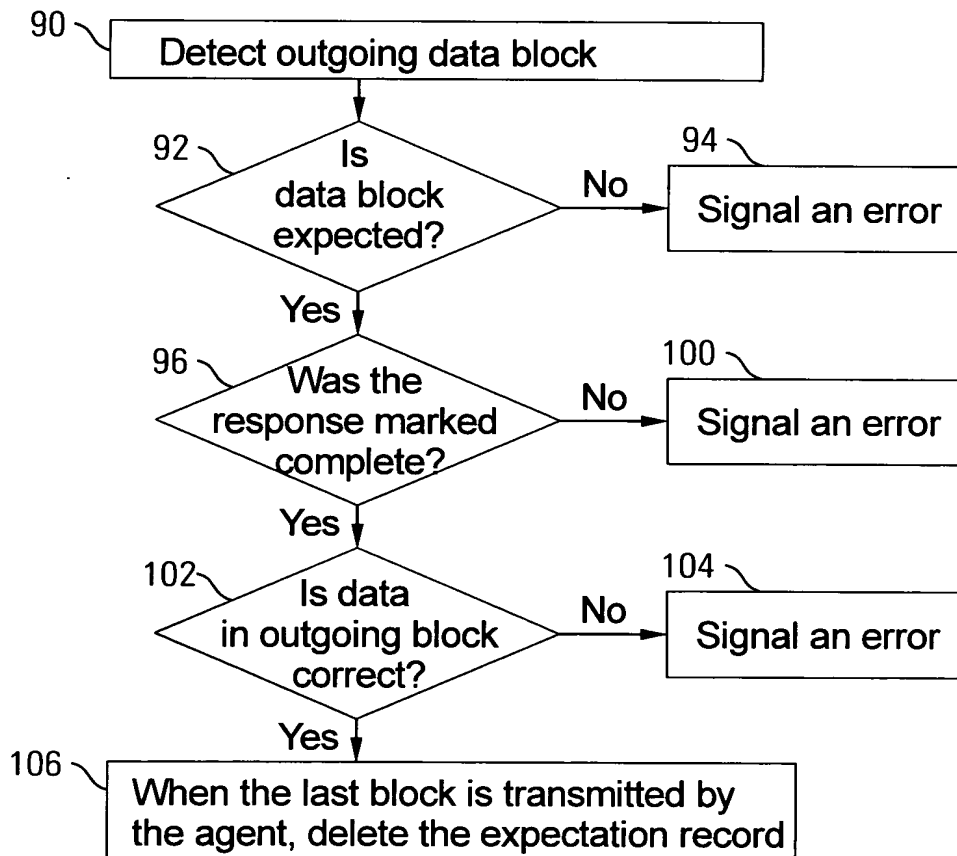 90
Detect outgoing data block
92
Is
data block
expected?
No
94
Signal an error
Yes
96
Was the
response marked
complete?
No
100
Signal an error
Yes
102
Is data
in outgoing block
correct?
No
104
Signal an error
Yes
106
When the last block is transmitted by
the agent, delete the expectation record